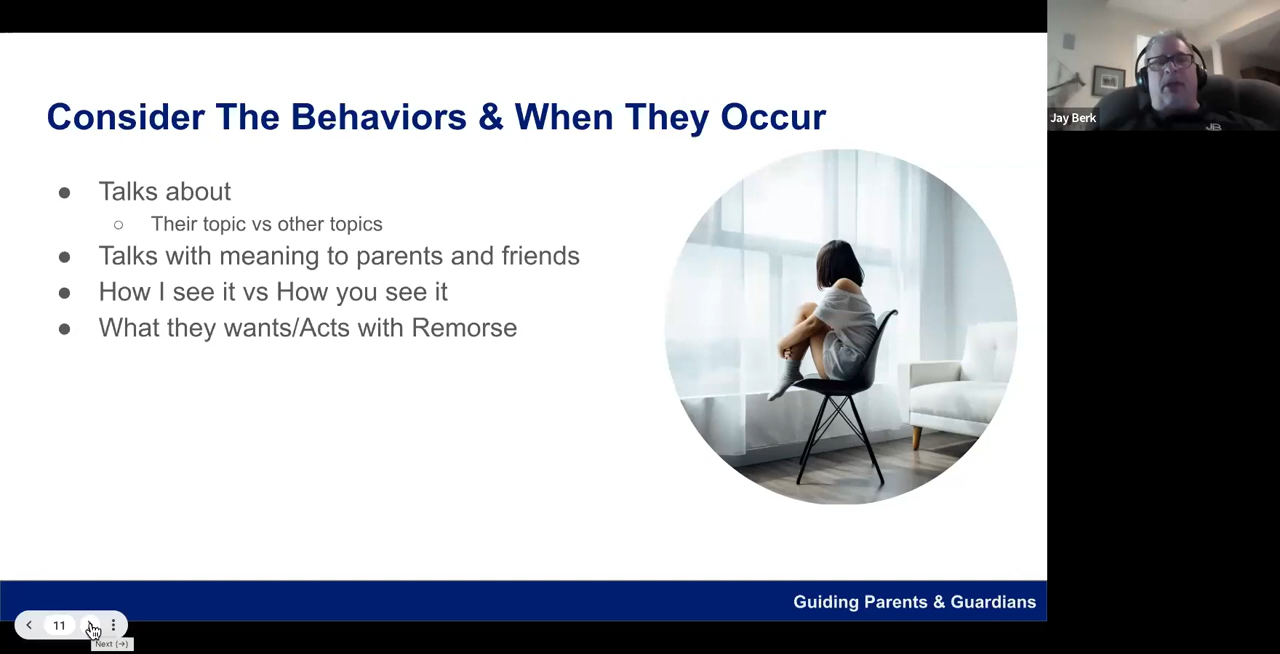 Consider The Behaviors & When They Occur
Jay Berk
JB
● Talks about
○ Their topic vs other topics
● Talks with meaning to parents and friends
● How I see it vs How you see it
● What they wants/Acts with Remorse
Guiding Parents & Guardians
11
Next (→)